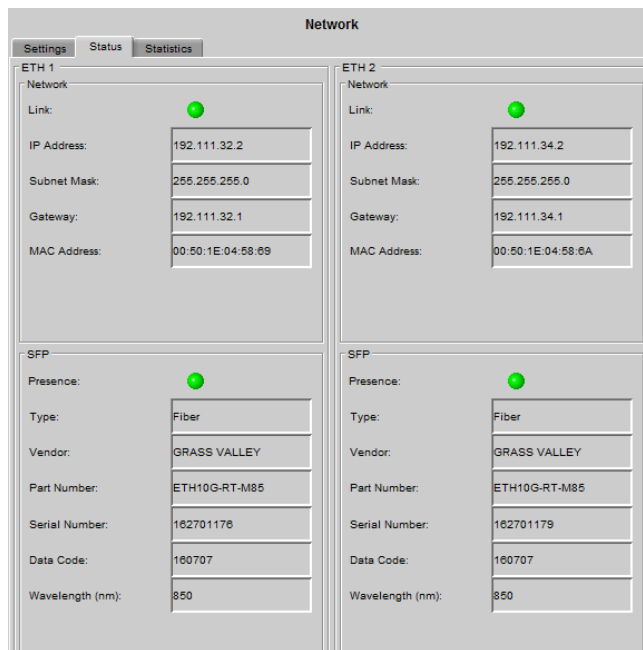 Network
Settings Status Statistics
ETH 1
Network
Link:
IP Address: 192.111.32.2
Subnet Mask: 255.255.255.0
Gateway: 192.111.32.1
MAC Address: 00:50:1E:04:58:69
SFP
Presence:
Type: Fiber
Vendor: GRASS VALLEY
Part Number: ETH10G-RT-M85
Serial Number: 162701176
Data Code: 160707
Wavelength (nm): 850
ETH 2
Network
Link:
IP Address: 192.111.34.2
Subnet Mask: 255.255.255.0
Gateway: 192.111.34.1
MAC Address: 00:50:1E:04:58:6A
SFP
Presence:
Type: Fiber
Vendor: GRASS VALLEY
Part Number: ETH10G-RT-M85
Serial Number: 162701179
Data Code: 160707
Wavelength (nm): 850